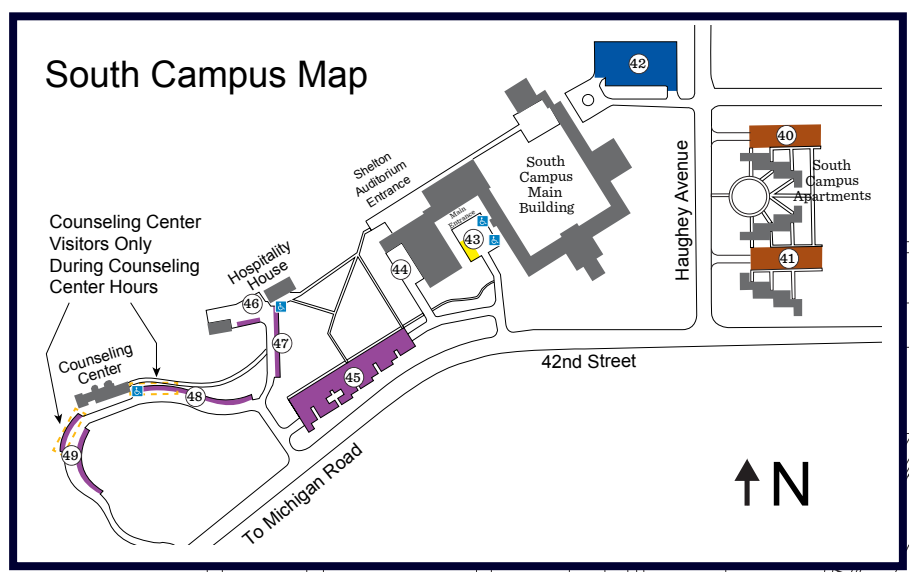 South Campus Map
42
40
South
Campus
Apartments
41
Haughey Avenue
South
Campus
Main
Building
Shelton
Auditorium
Entrance
Main
Entrance
43
44
Counseling Center
Visitors Only
During Counseling
Center Hours
Hospitality
House
46
47
45
42nd Street
Counseling
Center
48
49
To Michigan Road
N